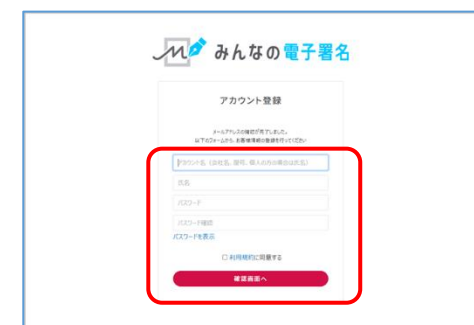 みんなの電子署名
アカウント登録
メールアドレスの確認が完了しました。
以下のフォームから、お客様情報の登録を行ってください
アカウント名（会社名、屋号、個人の方の場合は氏名）
氏名
パスワード
パスワード確認
パスワードを表示
利用規約に同意する
確認画面へ